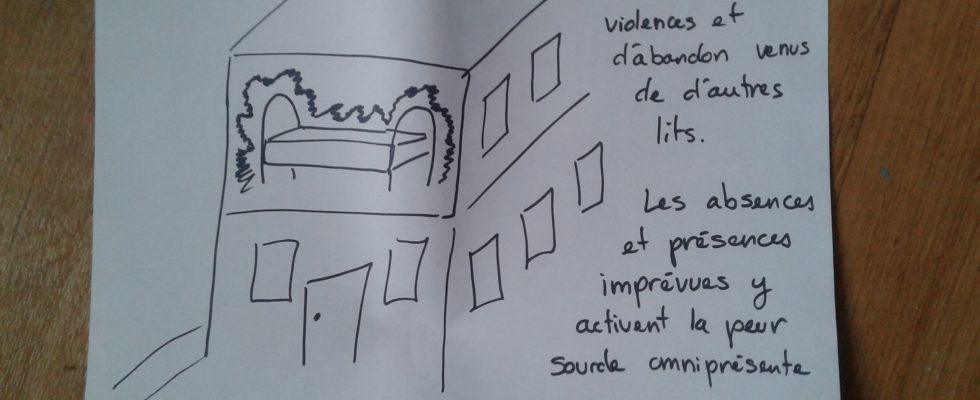 violences et
d'abandon venus
de d'autres
lits.
Les absences
et présences
imprévues y
activent la peur
sourde omniprésente